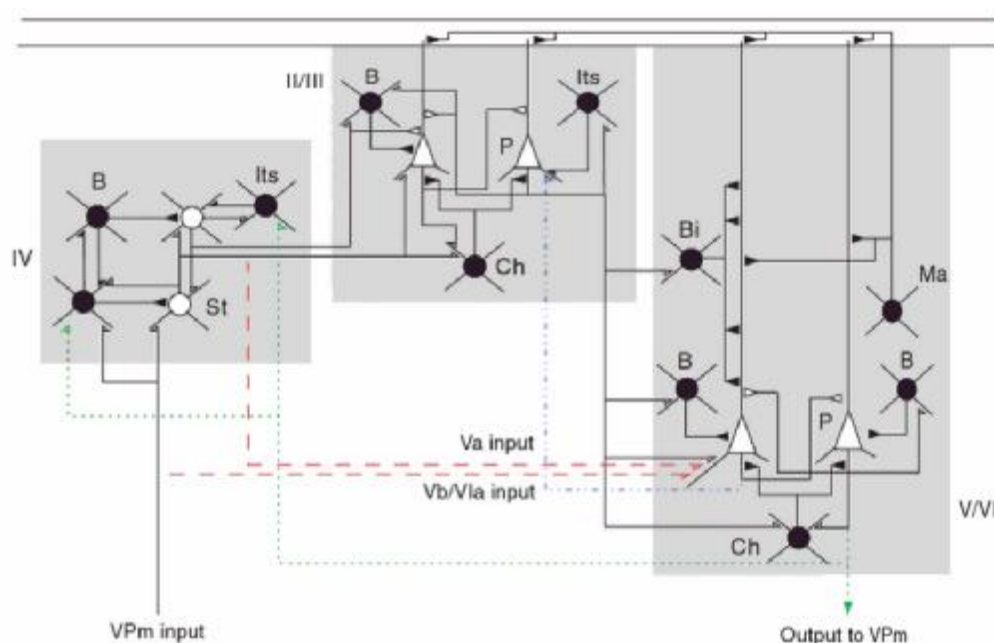 II/III
B
Its
P
Ch
B
Its
IV
St
Bi
Ma
B
B
P
Va input
Vb/VIa input
V/VI
Ch
VPm input
Output to VPm